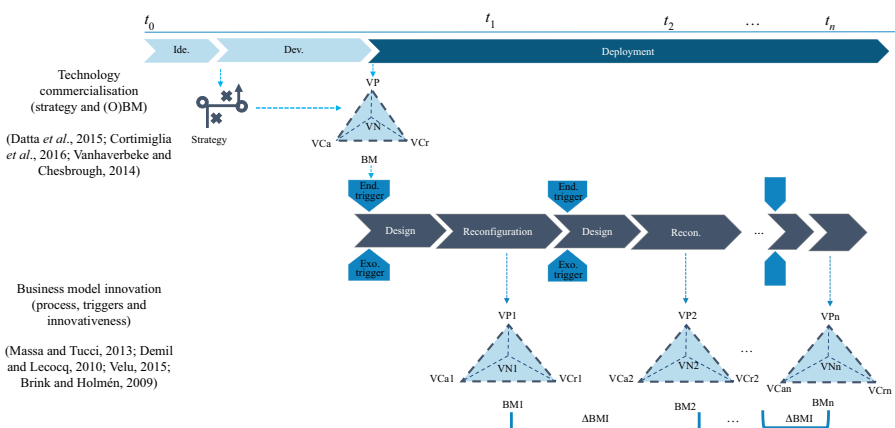 t0 t1 t2 ... tn
Ide. Dev. Deployment
Technology
commercialisation
(strategy and (O)BM)
(Datta et al., 2015; Cortimiglia
et al., 2016; Vanhaverbeke and
Chesbrough, 2014)
Strategy
VP
VN
VCa VCr
BM
End.
trigger
End.
trigger
Design Reconfiguration Design Recon. ...
Exo.
trigger
Exo.
trigger
Business model innovation
(process, triggers and
innovativeness)
(Massa and Tucci, 2013; Demil
and Lecocq, 2010; Velu, 2015;
Brink and Holmén, 2009)
VP1 VP2 VPn
...
VN1 VN2 VNn
VCa1 VCr1 VCa2 VCr2 VCan VCrn
BM1 BM2 BMn
ΔBMI ... ΔBMI